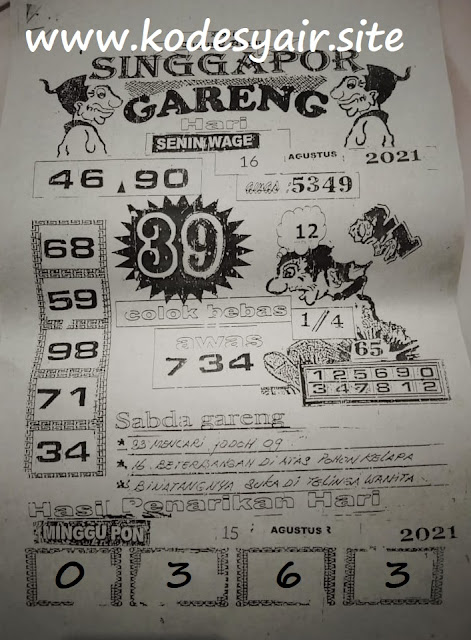 www.kodesyair.site
SINGGAPOR
GARENG
Hari
SENIN WAGE
16 AGUSTUS 2021
46 90
awas :5349
68
39
12
59
colok bebas
1/4
98
awas
734
65
125690
347812
71
34
Sabda gareng
★ 93 MENCARI JODOH 09
★ 16 BETERBANGAN DI ATAS POHON KELAPA
★ BINATANGNYA SUKA DI TELINGA WANITA
Hasil Penarikan Hari
MINGGU PON 15 AGUSTUS 2021
0 3 6 3